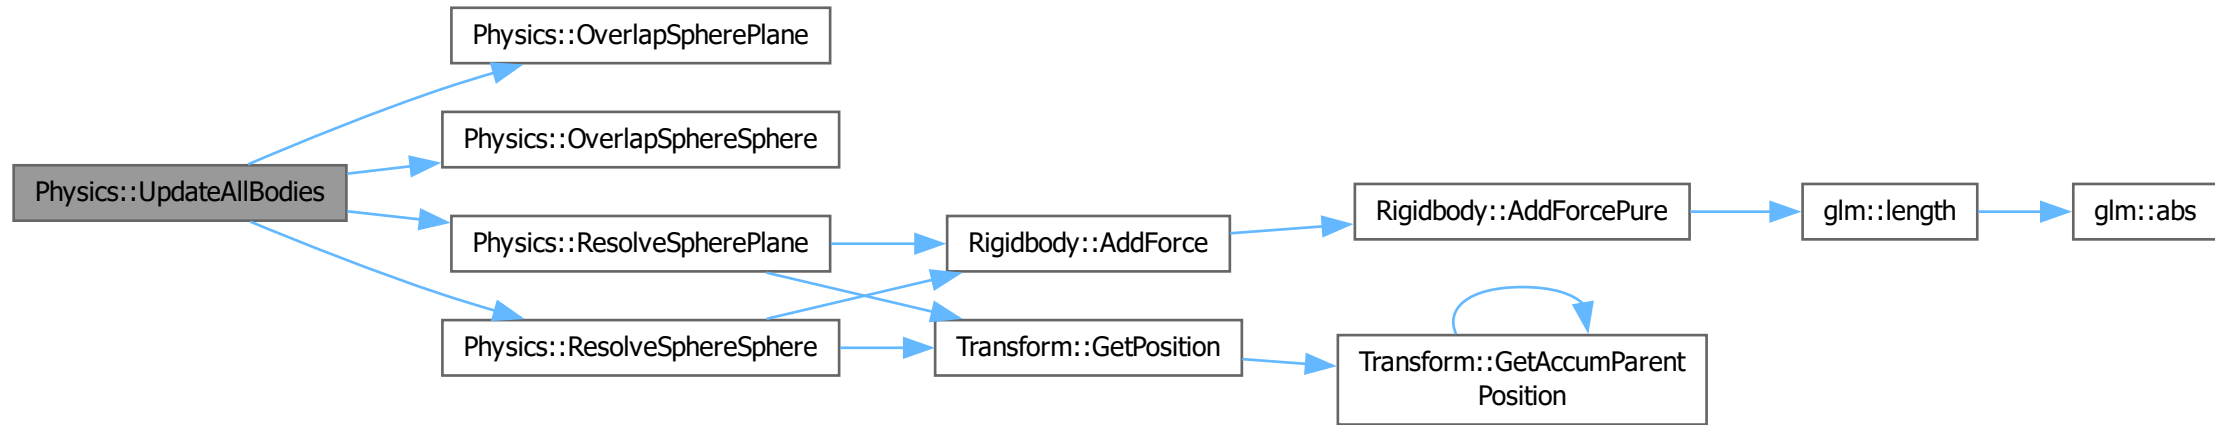 Physics::OverlapSpherePlane
Physics::OverlapSphereSphere
Physics::UpdateAllBodies
Physics::ResolveSpherePlane
Physics::ResolveSphereSphere
Rigidbody::AddForce
Transform::GetPosition
Rigidbody::AddForcePure
Transform::GetAccumParent
Position
glm::length
glm::abs